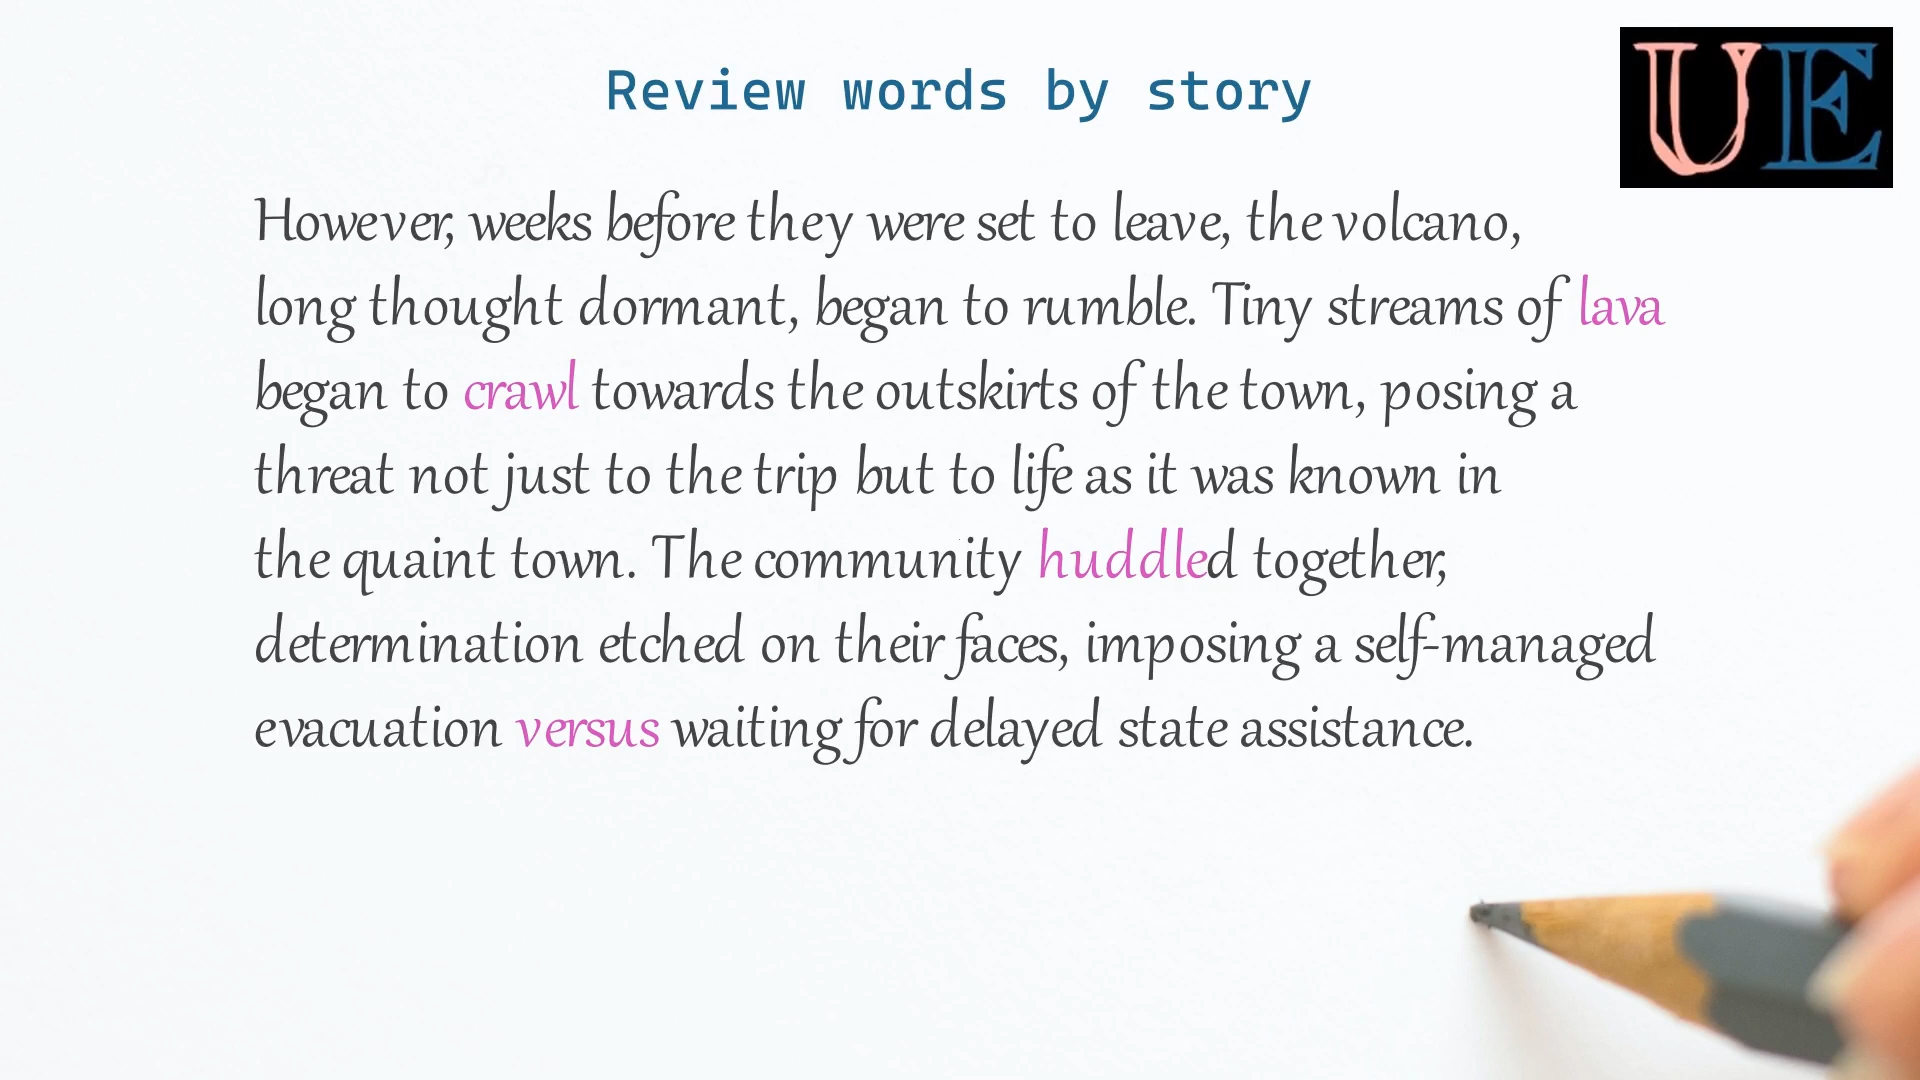 Review words by story
UE
However, weeks before they were set to leave, the volcano,
long thought dormant, began to rumble. Tiny streams of lava
began to crawl towards the outskirts of the town, posing a
threat not just to the trip but to life as it was known in
the quaint town. The community huddled together,
determination etched on their faces, imposing a self-managed
evacuation versus waiting for delayed state assistance.